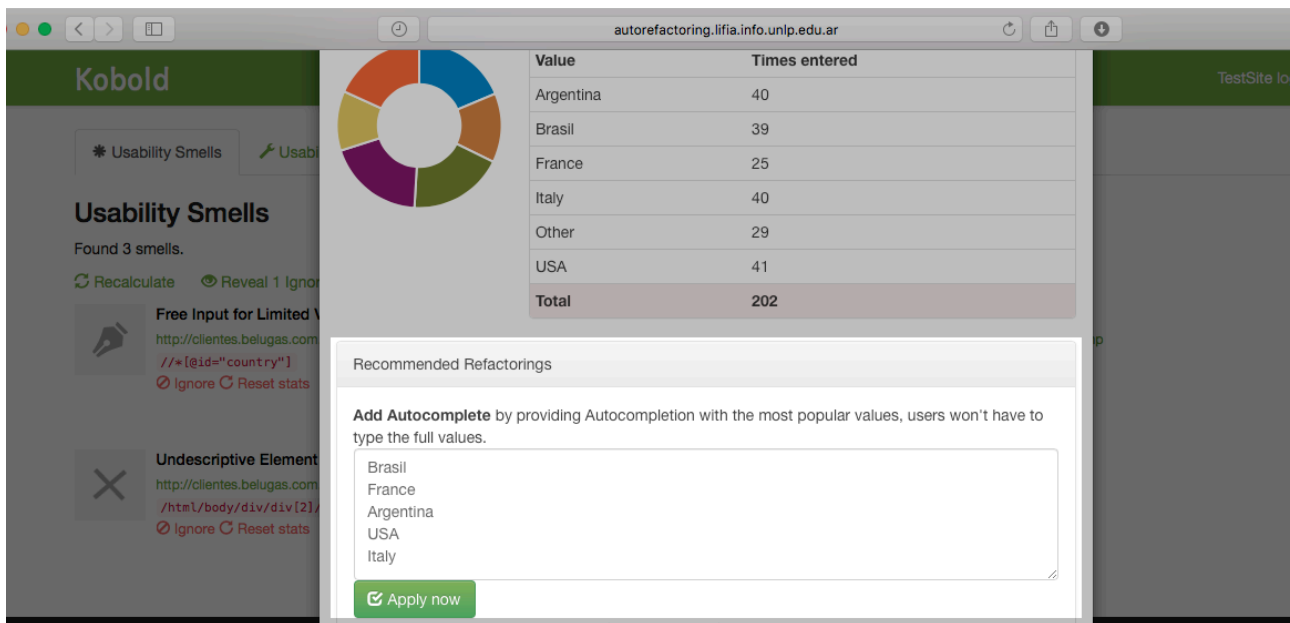 autorefactoring.lifia.info.unlp.edu.ar
Kobold
TestSite lo
Usability Smells
Usabi
Usability Smells
Found 3 smells.
Recalculate Reveal 1 Ignor
Free Input for Limited V
http://clientes.belugas.com
//*[@id="country"]
Ignore Reset stats
Undescriptive Element
http://clientes.belugas.com
/html/body/div/div[2]/
Ignore Reset stats
Value Times entered
Argentina 40
Brasil 39
France 25
Italy 40
Other 29
USA 41
Total 202
Recommended Refactorings
Add Autocomplete by providing Autocompletion with the most popular values, users won't have to
type the full values.
Brasil
France
Argentina
USA
Italy
Apply now